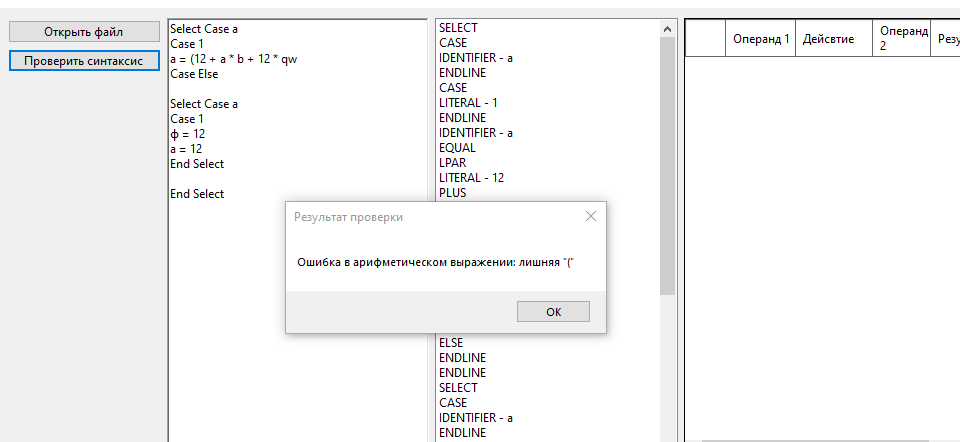 Открыть файл
Проверить синтаксис
Select Case a
Case 1
a = (12 + a * b + 12 * qw
Case Else
Select Case a
Case 1
ф = 12
a = 12
End Select
End Select
SELECT
CASE
IDENTIFIER - a
ENDLINE
CASE
LITERAL - 1
ENDLINE
IDENTIFIER - a
EQUAL
LPAR
LITERAL - 12
PLUS
ELSE
ENDLINE
ENDLINE
SELECT
CASE
IDENTIFIER - a
ENDLINE
Операнд 1
Дейсвтие
Операнд
2
Резу
Результат проверки
Ошибка в арифметическом выражении: лишняя "("
ОК